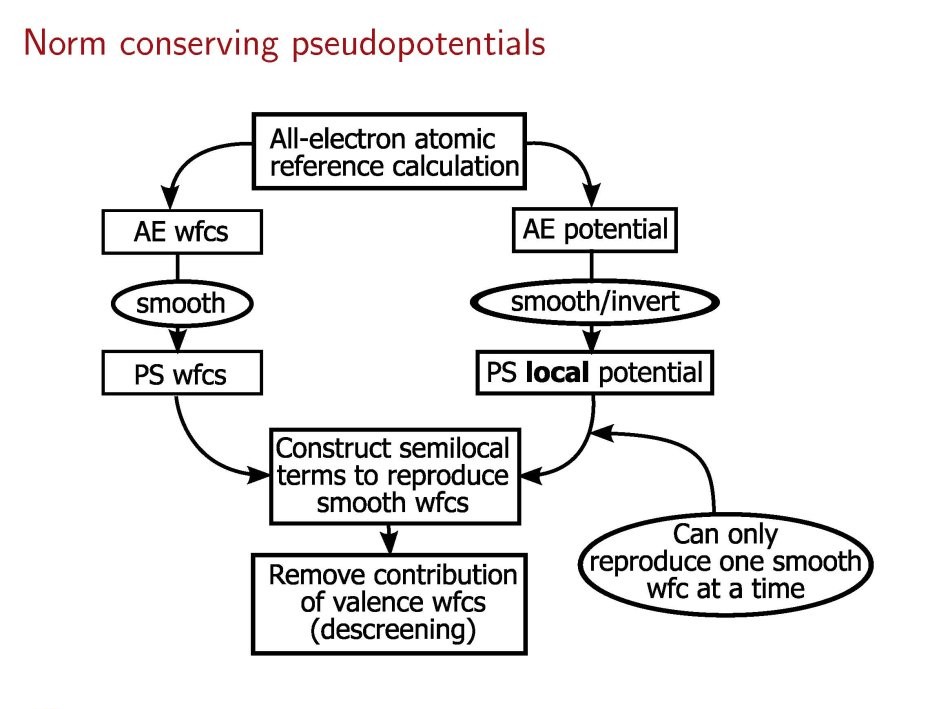 Norm conserving pseudopotentials
All-electron atomic
reference calculation
AE wfcs
AE potential
smooth
smooth/invert
PS wfcs
PS local potential
Construct semilocal
terms to reproduce
smooth wfcs
Can only
reproduce one smooth
wfc at a time
Remove contribution
of valence wfcs
(descreening)